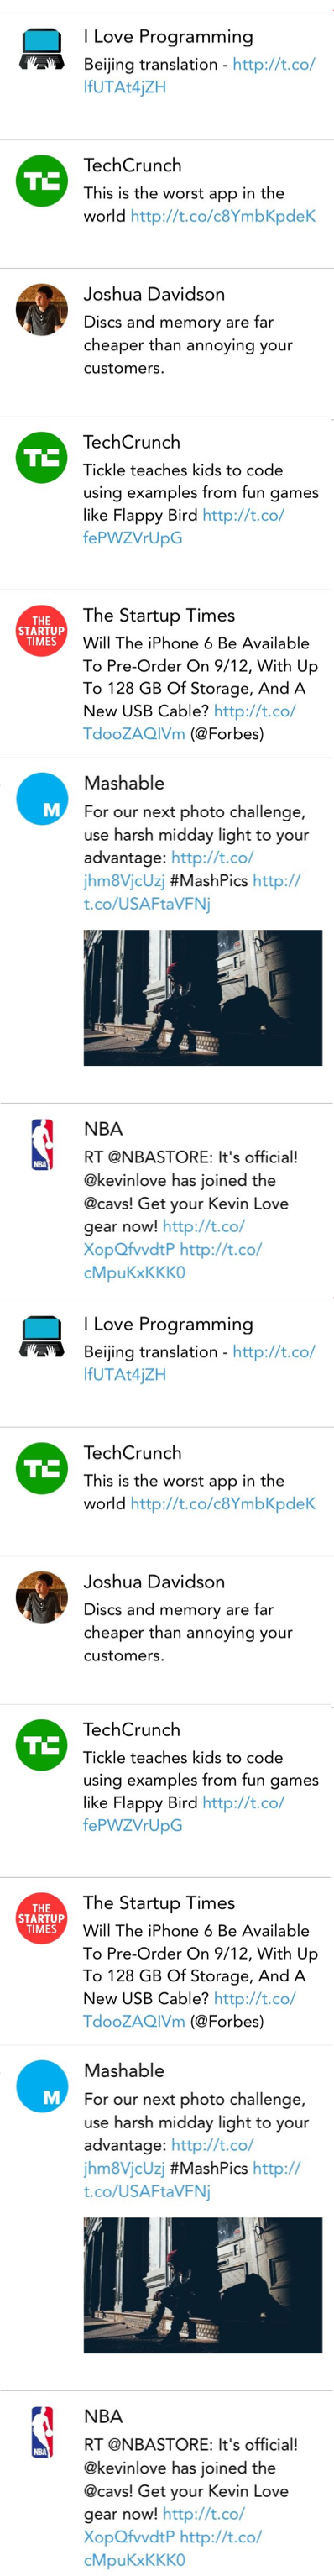 I Love Programming
Beijing translation - http://t.co/
lfUTAt4jZH
TC
TechCrunch
This is the worst app in the
world http://t.co/c8YmbKpdeK
Joshua Davidson
Discs and memory are far
cheaper than annoying your
customers.
TC
TechCrunch
Tickle teaches kids to code
using examples from fun games
like Flappy Bird http://t.co/
fePWZVrUpG
THE
STARTUP
TIMES
The Startup Times
Will The iPhone 6 Be Available
To Pre-Order On 9/12, With Up
To 128 GB Of Storage, And A
New USB Cable? http://t.co/
TdooZAQIVm (@Forbes)
M
Mashable
For our next photo challenge,
use harsh midday light to your
advantage: http://t.co/
jhm8VjcUzj #MashPics http://
t.co/USAFtaVFNj
NBA
NBA
RT @NBASTORE: It's official!
@kevinlove has joined the
@cavs! Get your Kevin Love
gear now! http://t.co/
XopQfvvdtP http://t.co/
cMpuKxKKK0
I Love Programming
Beijing translation - http://t.co/
lfUTAt4jZH
TC
TechCrunch
This is the worst app in the
world http://t.co/c8YmbKpdeK
Joshua Davidson
Discs and memory are far
cheaper than annoying your
customers.
TC
TechCrunch
Tickle teaches kids to code
using examples from fun games
like Flappy Bird http://t.co/
fePWZVrUpG
THE
STARTUP
TIMES
The Startup Times
Will The iPhone 6 Be Available
To Pre-Order On 9/12, With Up
To 128 GB Of Storage, And A
New USB Cable? http://t.co/
TdooZAQIVm (@Forbes)
M
Mashable
For our next photo challenge,
use harsh midday light to your
advantage: http://t.co/
jhm8VjcUzj #MashPics http://
t.co/USAFtaVFNj
NBA
NBA
RT @NBASTORE: It's official!
@kevinlove has joined the
@cavs! Get your Kevin Love
gear now! http://t.co/
XopQfvvdtP http://t.co/
cMpuKxKKK0